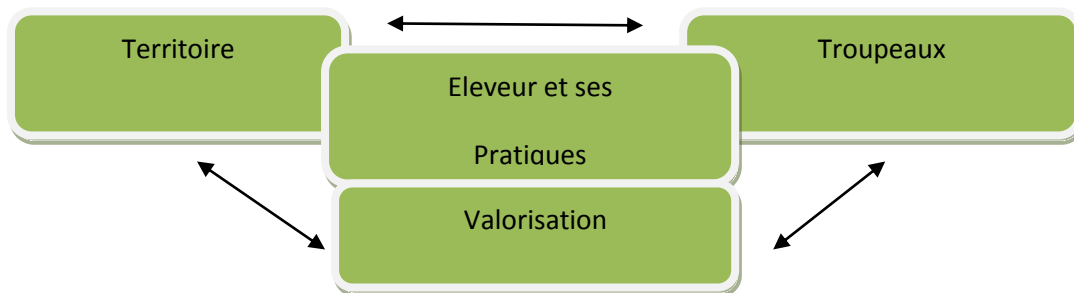 Territoire
Troupeaux
Eleveur et ses
Pratiques
Valorisation